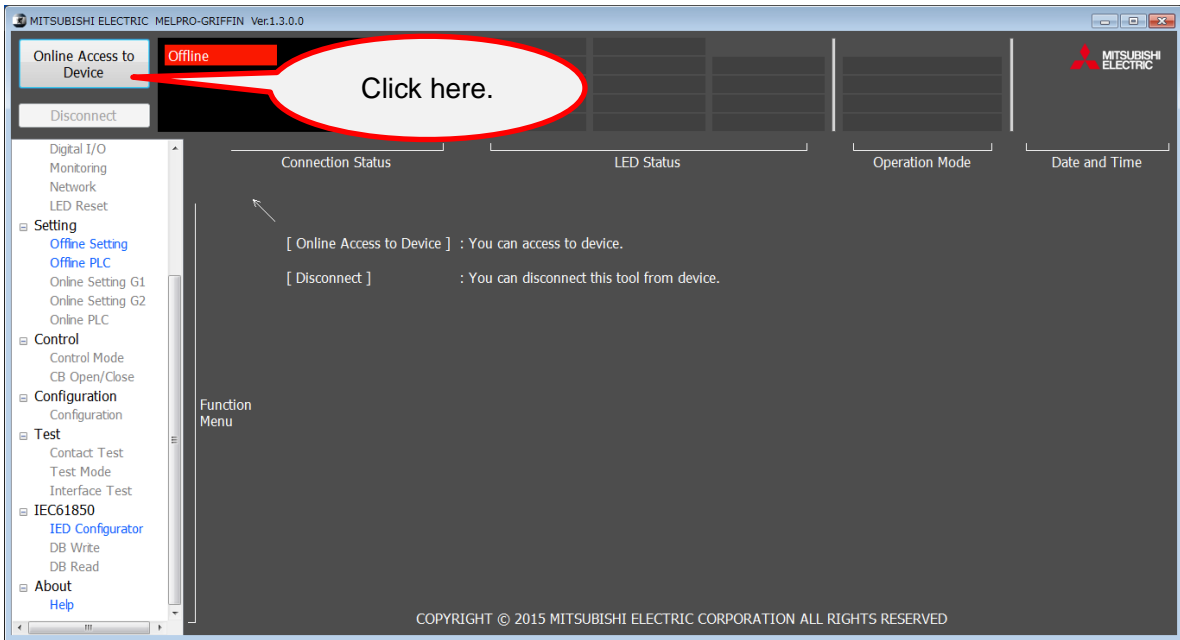 MITSUBISHI ELECTRIC MELPRO-GRIFFIN Ver.1.3.0.0
Online Access to
Device
Disconnect
Offline
Click here.
MITSUBISHI
ELECTRIC
Connection Status
LED Status
Operation Mode
Date and Time
Digital I/O
Monitoring
Network
LED Reset
Setting
Offline Setting
Offline PLC
Online Setting G1
Online Setting G2
Online PLC
Control
Control Mode
CB Open/Close
Configuration
Configuration
Test
Contact Test
Test Mode
Interface Test
IEC61850
IED Configurator
DB Write
DB Read
About
Help
Function
Menu
[ Online Access to Device ] : You can access to device.
[ Disconnect ] : You can disconnect this tool from device.
COPYRIGHT © 2015 MITSUBISHI ELECTRIC CORPORATION ALL RIGHTS RESERVED